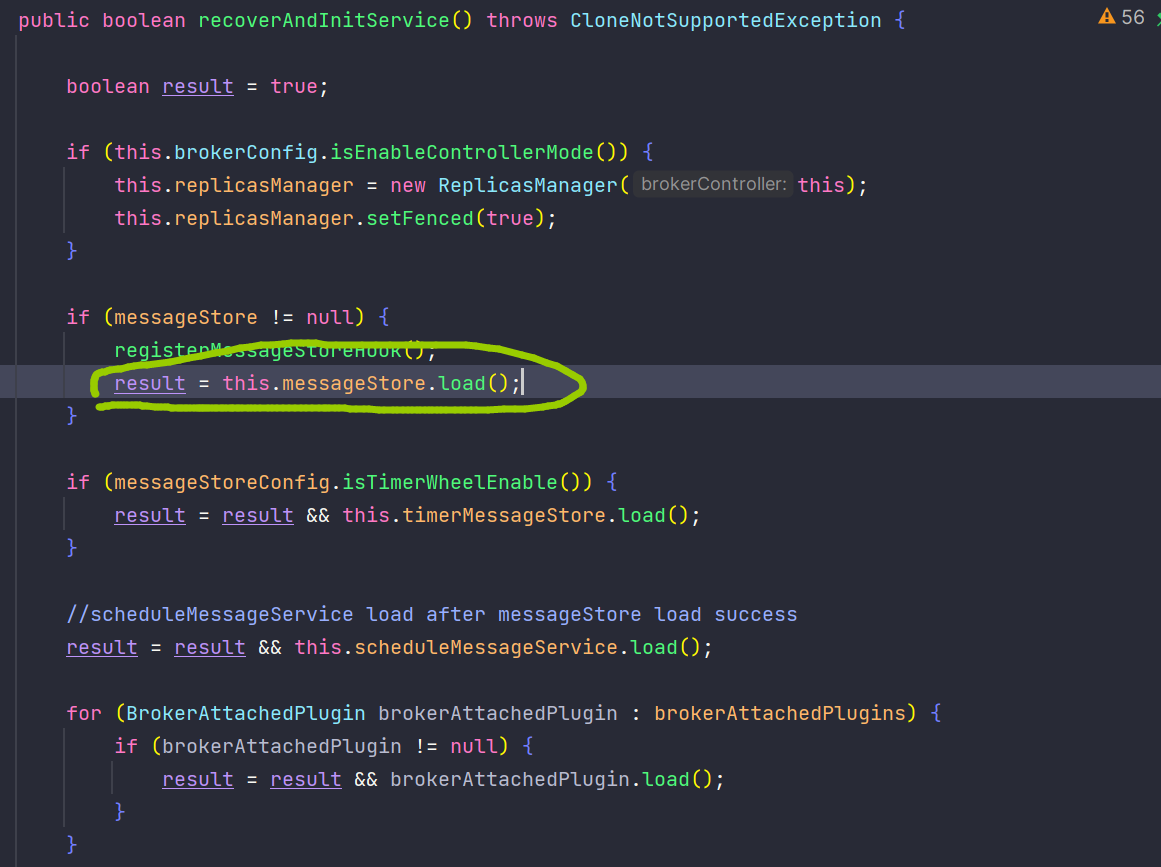 public boolean recoverAndInitService() throws CloneNotSupportedException {
56
boolean result = true;
if (this.brokerConfig.isEnableControllerMode()) {
this.replicasManager = new ReplicasManager( brokerController: this);
this.replicasManager.setFenced(true);
}
if (messageStore != null) {
registerMessageStoreHook();
result = this.messageStore.load();
}
if (messageStoreConfig.isTimerWheelEnable()) {
result = result && this.timerMessageStore.load();
}
//scheduleMessageService load after messageStore load success
result = result && this.scheduleMessageService.load();
for (BrokerAttachedPlugin brokerAttachedPlugin : brokerAttachedPlugins) {
if (brokerAttachedPlugin != null) {
result = result && brokerAttachedPlugin.load();
}
}